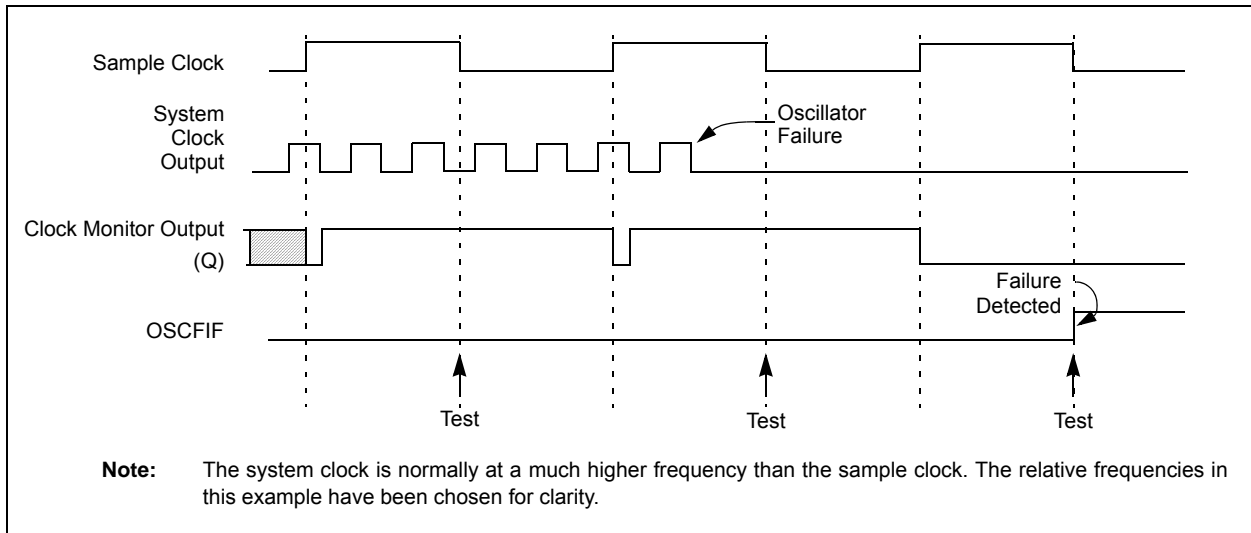 Sample Clock
System
Clock
Output
Oscillator
Failure
Clock Monitor Output
(Q)
Failure
Detected
OSCFIF
Test
Test
Test
Note: The system clock is normally at a much higher frequency than the sample clock. The relative frequencies in
this example have been chosen for clarity.